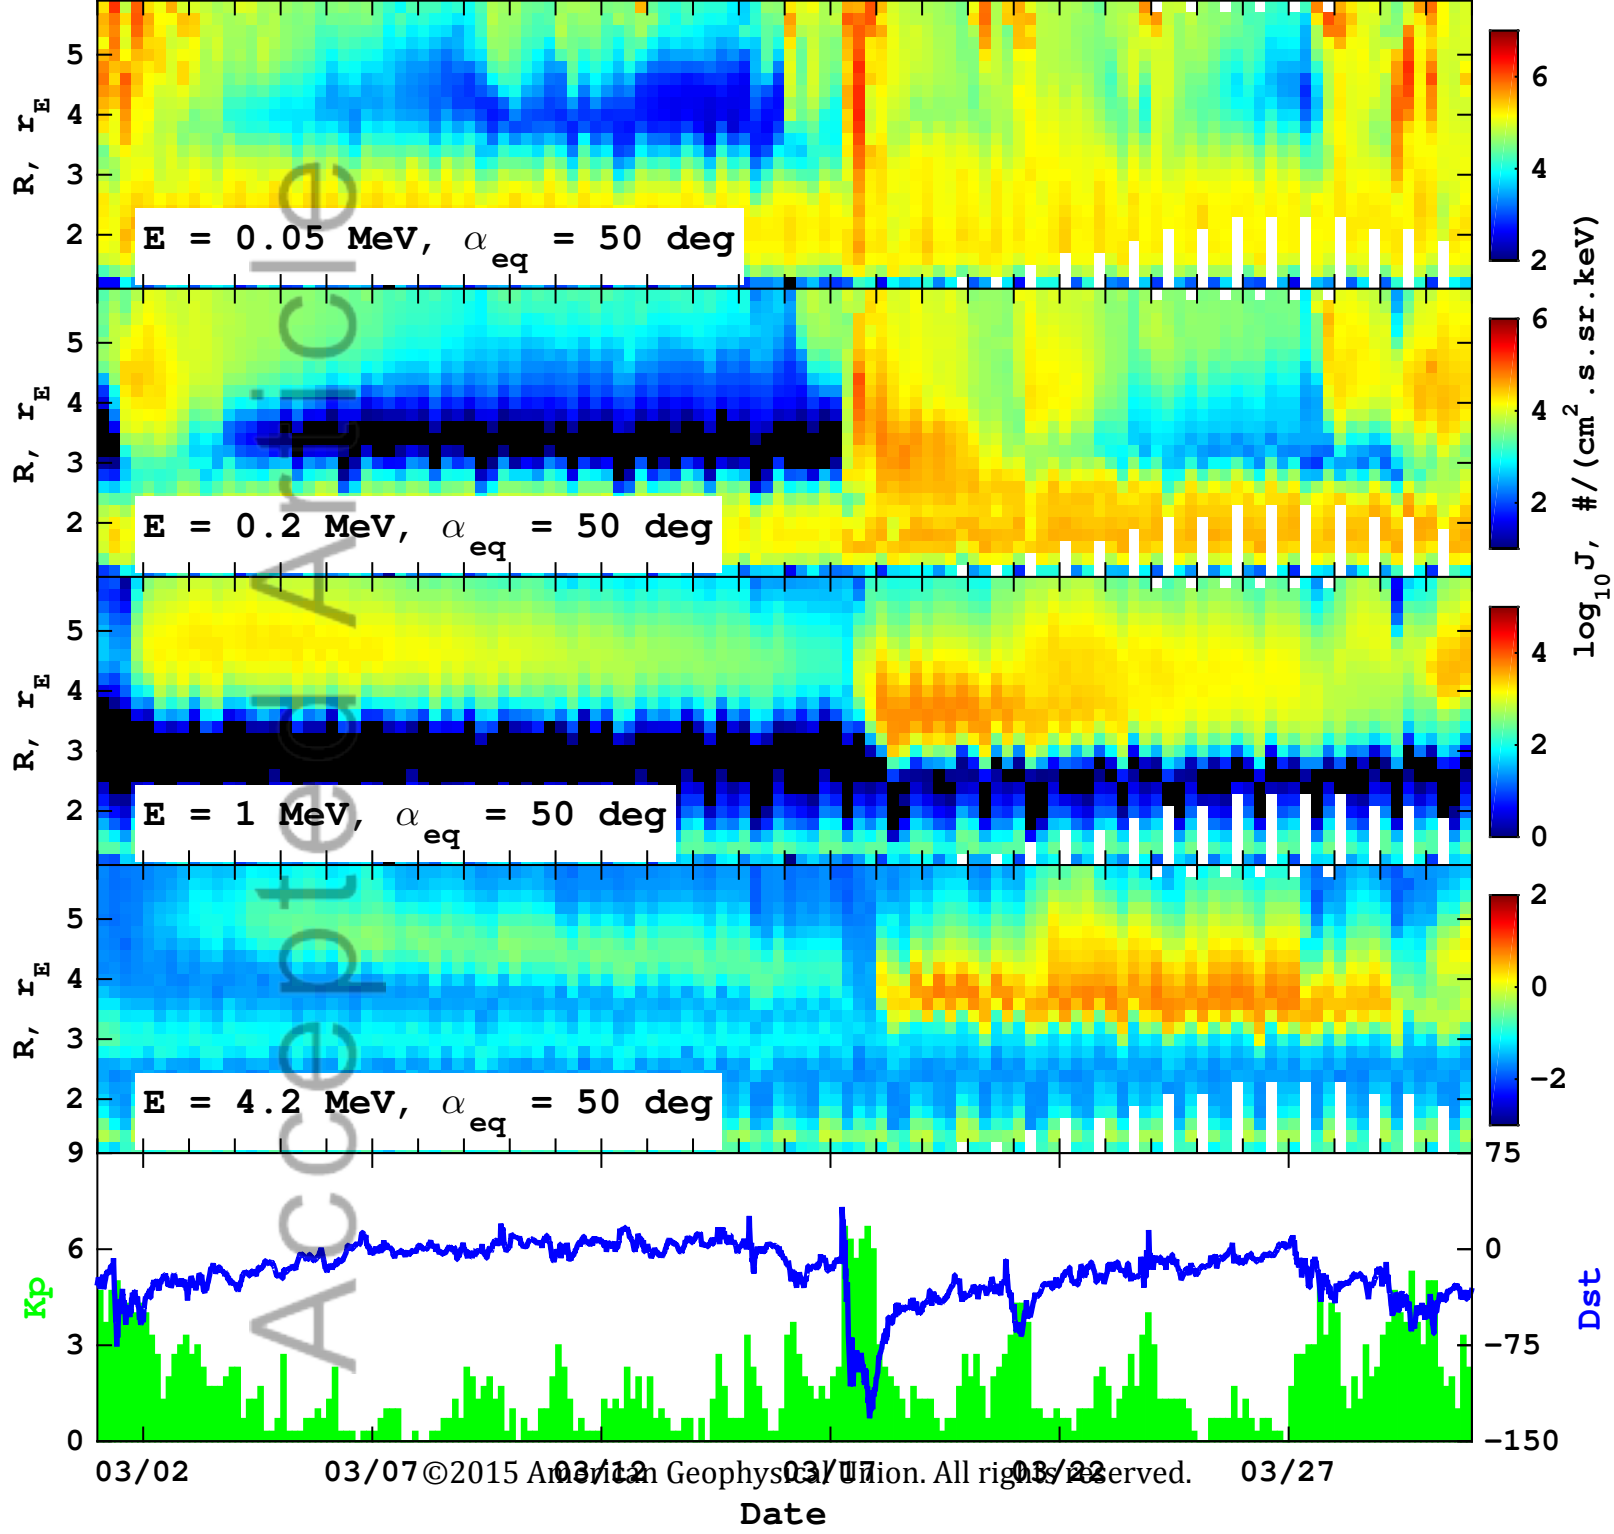 5
4
3
2
R, rE
E = 0.05 MeV, αeq = 50 deg
6
4
2
5
4
3
2
R, rE
E = 0.2 MeV, αeq = 50 deg
6
4
2
log10J, #/(cm2.s.sr.keV)
5
4
3
2
R, rE
E = 1 MeV, αeq = 50 deg
4
2
0
5
4
3
2
R, rE
E = 4.2 MeV, αeq = 50 deg
2
0
−2
9
6
3
0
Kp
75
0
−75
−150
Dst
03/02 03/07 03/12 03/17 03/22 03/27
©2015 American Geophysical Union. All rights reserved.
Date
Accepted Article